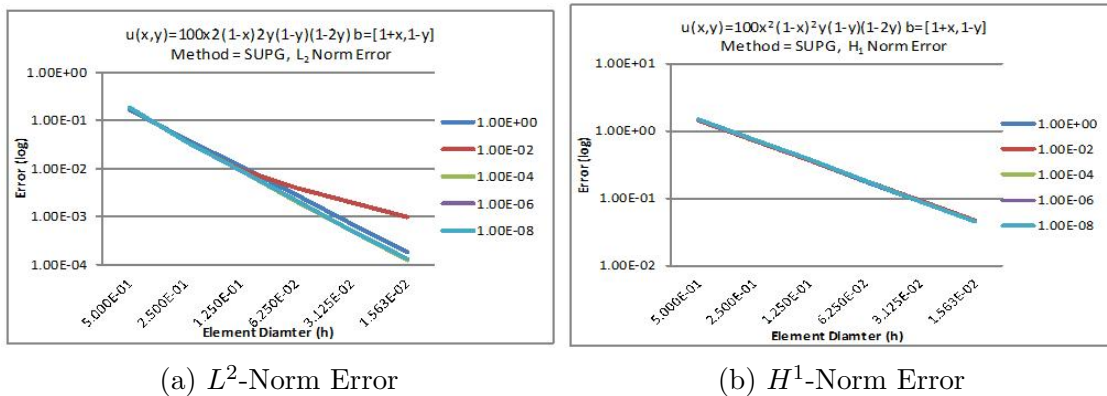 u(x,y)=100x2(1-x)2y(1-y)(1-2y) b=[1+x,1-y]
Method = SUPG, L₂ Norm Error
1.00E+00
1.00E-01
1.00E-02
1.00E-03
1.00E-04
Error (log)
5.000E-01
2.500E-01
1.250E-01
6.250E-02
3.125E-02
1.563E-02
Element Diamter (h)
1.00E+00
1.00E-02
1.00E-04
1.00E-06
1.00E-08
(a) L²-Norm Error
u(x,y)=100x²(1-x)²y(1-y)(1-2y) b=[1+x,1-y]
Method = SUPG, H₁ Norm Error
1.00E+01
1.00E+00
1.00E-01
1.00E-02
Error (log)
5.000E-01
2.500E-01
1.250E-01
6.250E-02
3.125E-02
1.563E-02
Element Diamter (h)
1.00E+00
1.00E-02
1.00E-04
1.00E-06
1.00E-08
(b) H¹-Norm Error